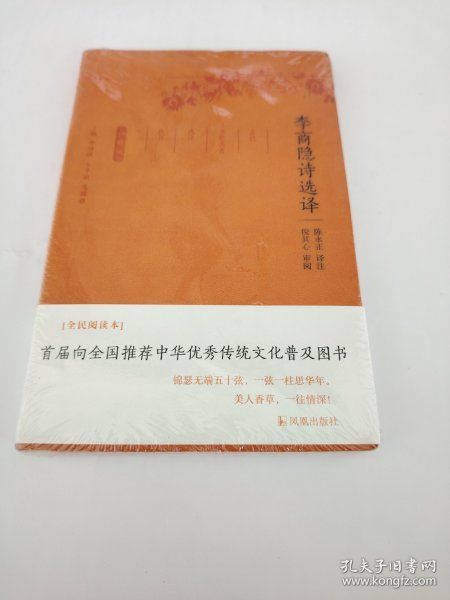 李商隐诗选译
陈永正 译注
倪其心 审阅
[全民阅读本]
首届向全国推荐中华优秀传统文化普及图书
锦瑟无端五十弦，一弦一柱思华年。
美人香草，一往情深！
凤凰出版社
孔夫子旧书网
www.kongfz.com